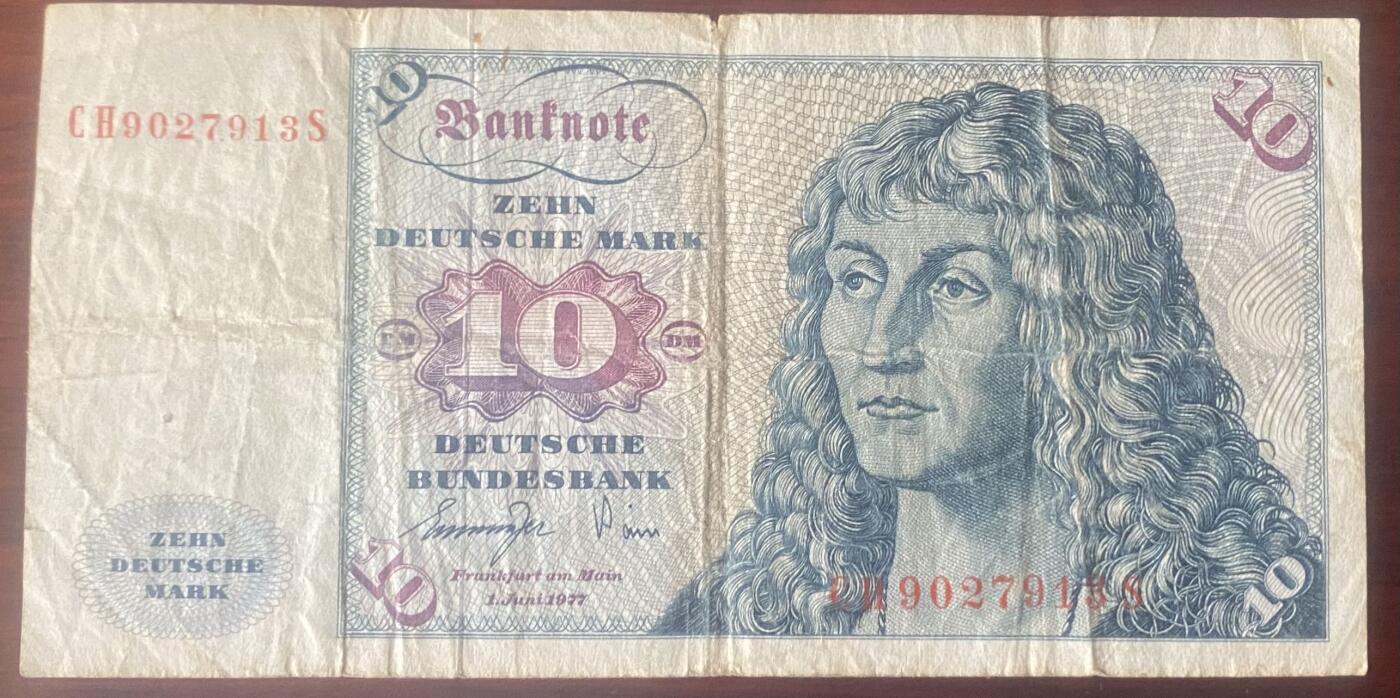 CH9027913S
10
Banknote
ZEHN
DEUTSCHE MARK
10
DM 10 DM
DEUTSCHE
BUNDESBANK
10
Frankfurt am Main
1. Juni 1977
ZEHN
DEUTSCHE
MARK
CH9027913S
10